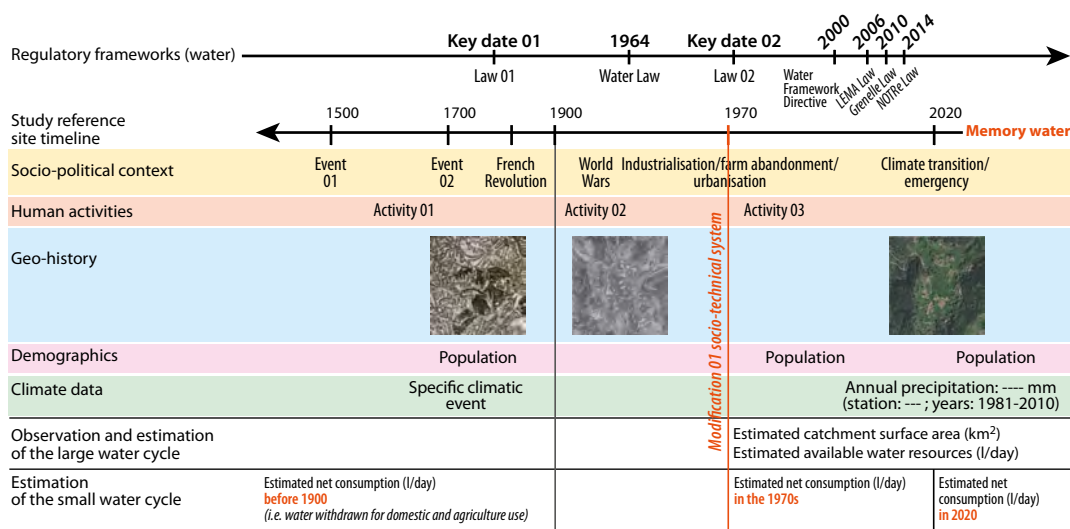 Key date 01
1964
Key date 02
2000
2006
2010
2014
Regulatory frameworks (water)
Law 01
Water Law
Law 02
Water
Framework
Directive
LEMA Law
Grenelle Law
NOTRe Law
Study reference
site timeline
1500
1700
1900
1970
2020
Memory water
Socio-political context
Event
01
Event
02
French
Revolution
World
Wars
Industrialisation/farm abandonment/
urbanisation
Climate transition/
emergency
Human activities
Activity 01
Activity 02
Activity 03
Modification 01 socio-technical system
Geo-history
Demographics
Population
Population
Population
Climate data
Specific climatic
event
Annual precipitation: ---- mm
(station: --- ; years: 1981-2010)
Observation and estimation
of the large water cycle
Estimated catchment surface area (km²)
Estimated available water resources (l/day)
Estimation
of the small water cycle
Estimated net consumption (l/day)
before 1900
(i.e. water withdrawn for domestic and agriculture use)
Estimated net consumption (l/day)
in the 1970s
Estimated net
consumption (l/day)
in 2020